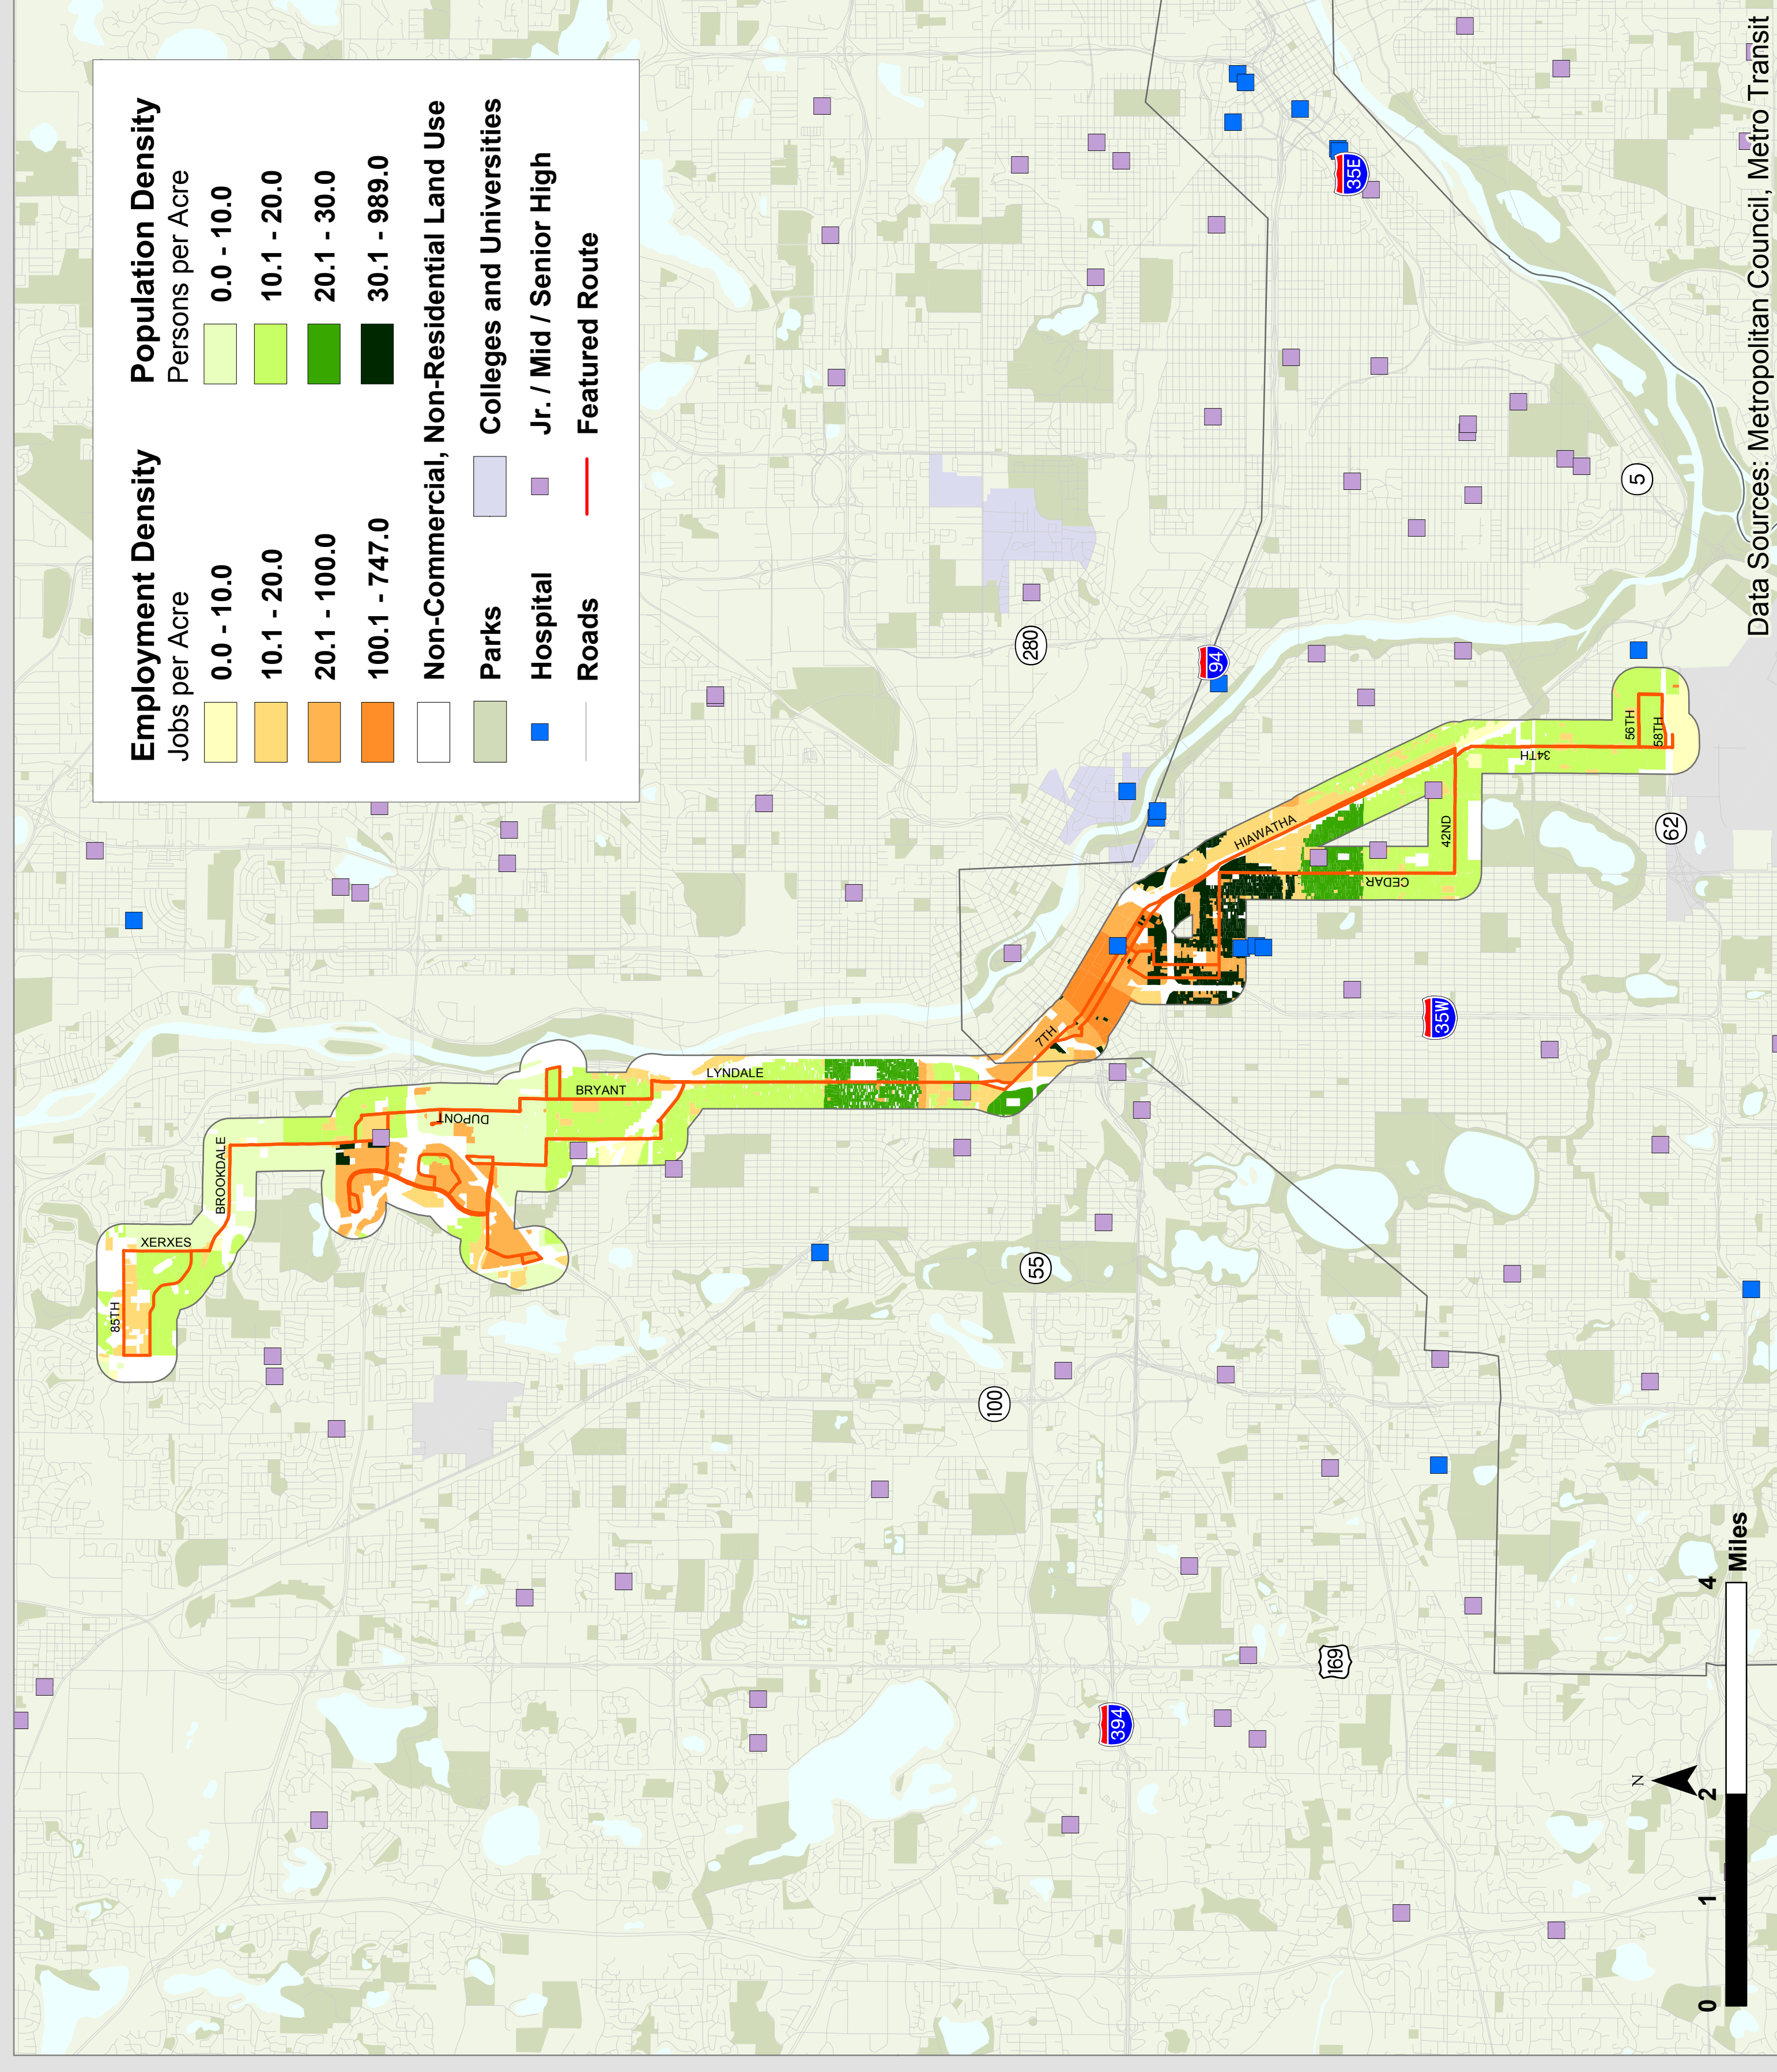 Employment Density
Jobs per Acre
0.0 - 10.0
10.1 - 20.0
20.1 - 100.0
100.1 - 747.0
Population Density
Persons per Acre
0.0 - 10.0
10.1 - 20.0
20.1 - 30.0
30.1 - 989.0
Non-Commercial, Non-Residential Land Use
Parks
Colleges and Universities
Hospital
Jr. / Mid / Senior High
Roads
Featured Route
85TH
XERXES
BROOKDALE
DUPONT
BRYANT
LYNDALE
7TH
HIAWATHA
CEDAR
42ND
34TH
56TH
58TH
280
94
35E
5
62
35W
55
100
169
394
N
0
1
2
4
Miles
Data Sources: Metropolitan Council, Metro Transit